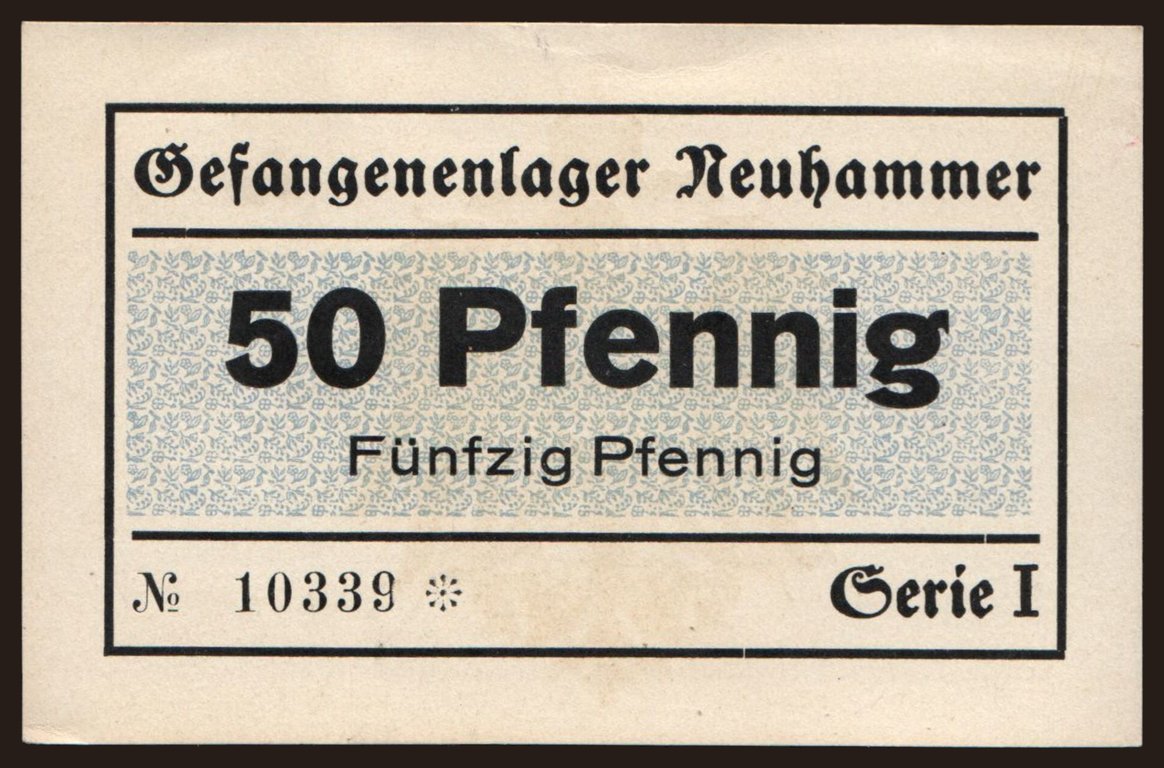 Gefangenenlager Neuhammer
50 Pfennig
Fünfzig Pfennig
№ 10339 * Serie I